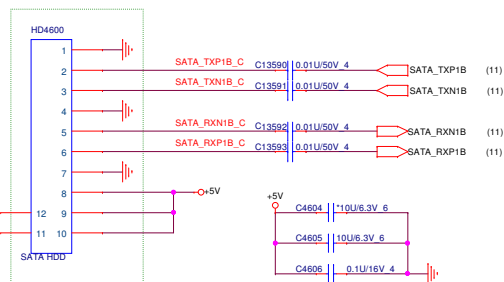 HD4600
1
2
3
4
5
6
7
8
9
10
12
11
SATA HDD
SATA_TXP1B_C
C13590
0.01U/50V_4
SATA_TXP1B
(11)
SATA_TXN1B_C
C13591
0.01U/50V_4
SATA_TXN1B
(11)
SATA_RXN1B_C
C13592
0.01U/50V_4
SATA_RXN1B
(11)
SATA_RXP1B_C
C13593
0.01U/50V_4
SATA_RXP1B
(11)
+5V
+5V
C4604
*10U/6.3V_6
C4605
10U/6.3V_6
C4606
0.1U/16V_4